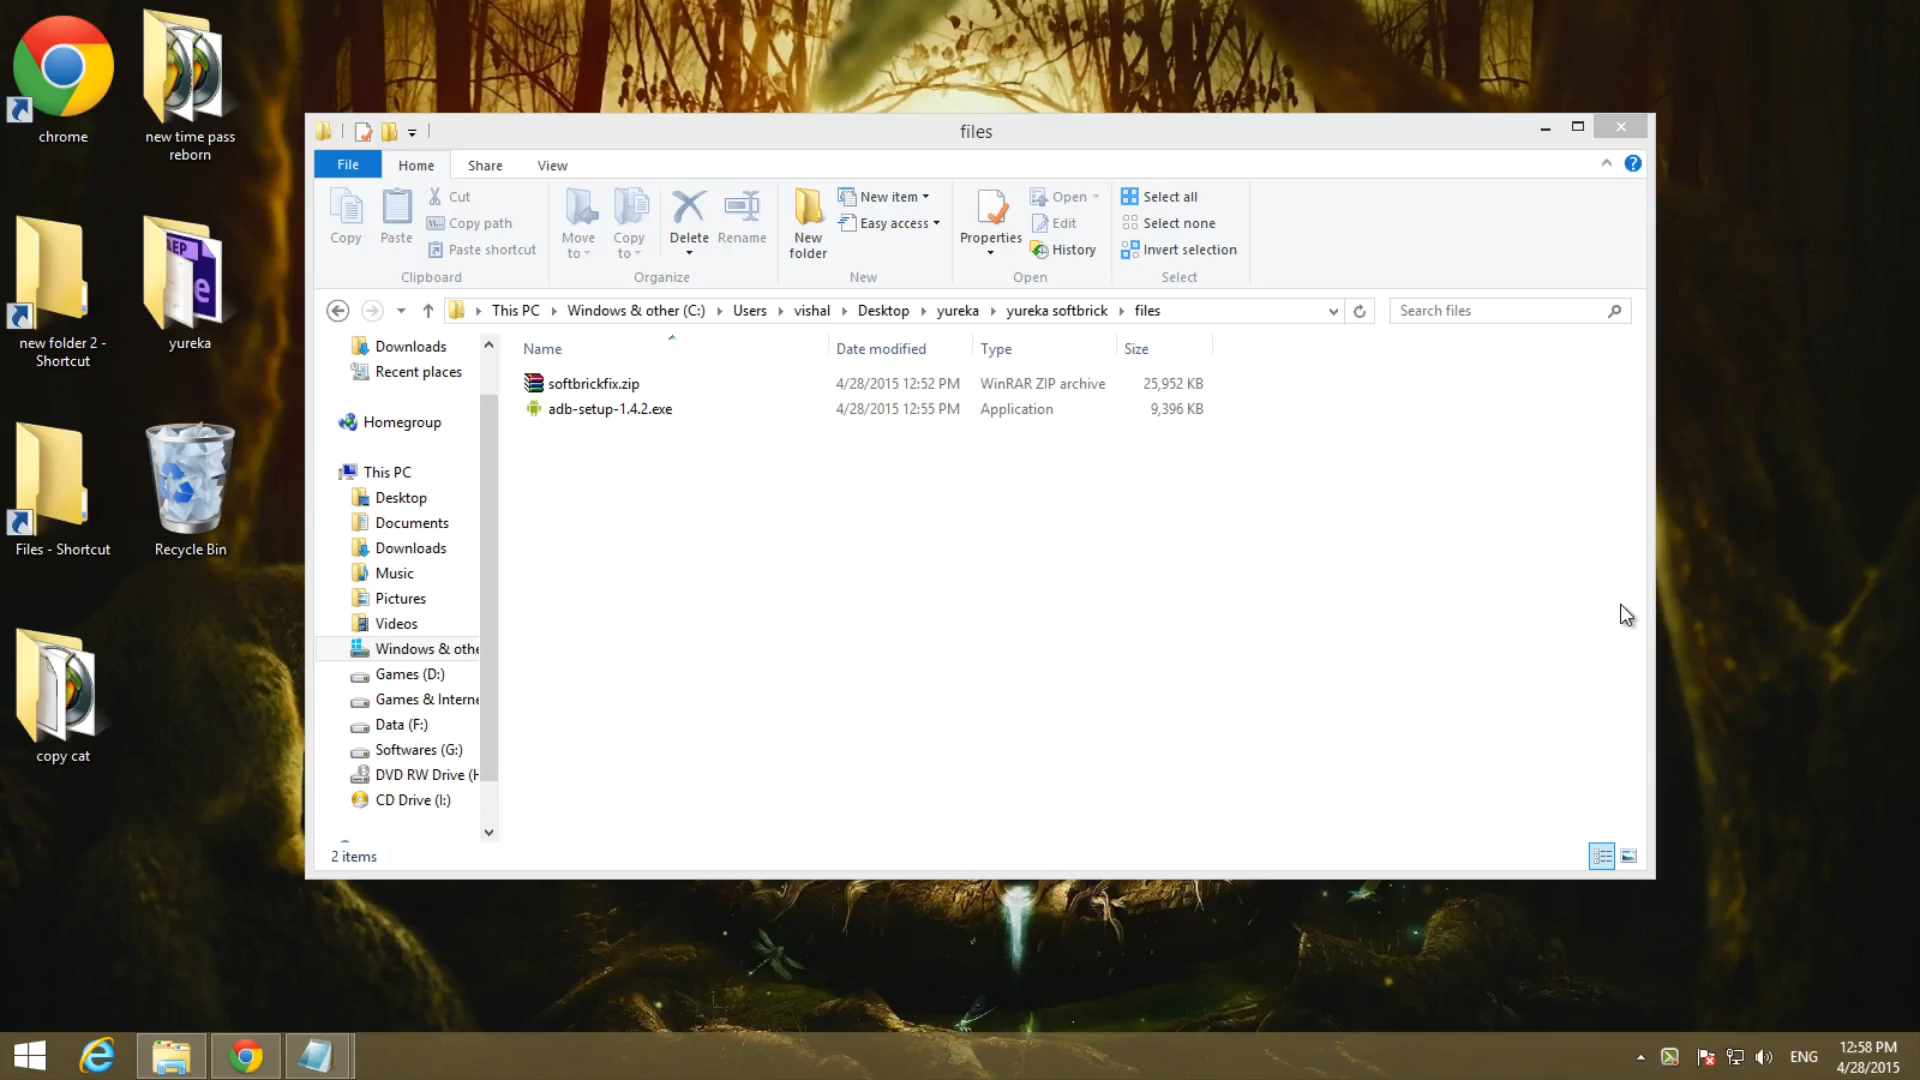 chrome
new time pass
reborn
new folder 2 -
Shortcut
yureka
Files - Shortcut
Recycle Bin
copy cat
files
File
Home
Share
View
Copy
Paste
Cut
Copy path
Paste shortcut
Clipboard
Move
to
Copy
to
Delete
Rename
Organize
New
folder
New item
Easy access
New
Properties
Open
Edit
History
Open
Select all
Select none
Invert selection
Select
This PC
Windows & other (C:)
Users
vishal
Desktop
yureka
yureka softbrick
files
Search files
Downloads
Recent places
Homegroup
This PC
Desktop
Documents
Downloads
Music
Pictures
Videos
Windows & othe
Games (D:)
Games & Interne
Data (F:)
Softwares (G:)
DVD RW Drive (H
CD Drive (I:)
Name Date modified Type Size
softbrickfix.zip 4/28/2015 12:52 PM WinRAR ZIP archive 25,952 KB
adb-setup-1.4.2.exe 4/28/2015 12:55 PM Application 9,396 KB
2 items
ENG
12:58 PM
4/28/2015